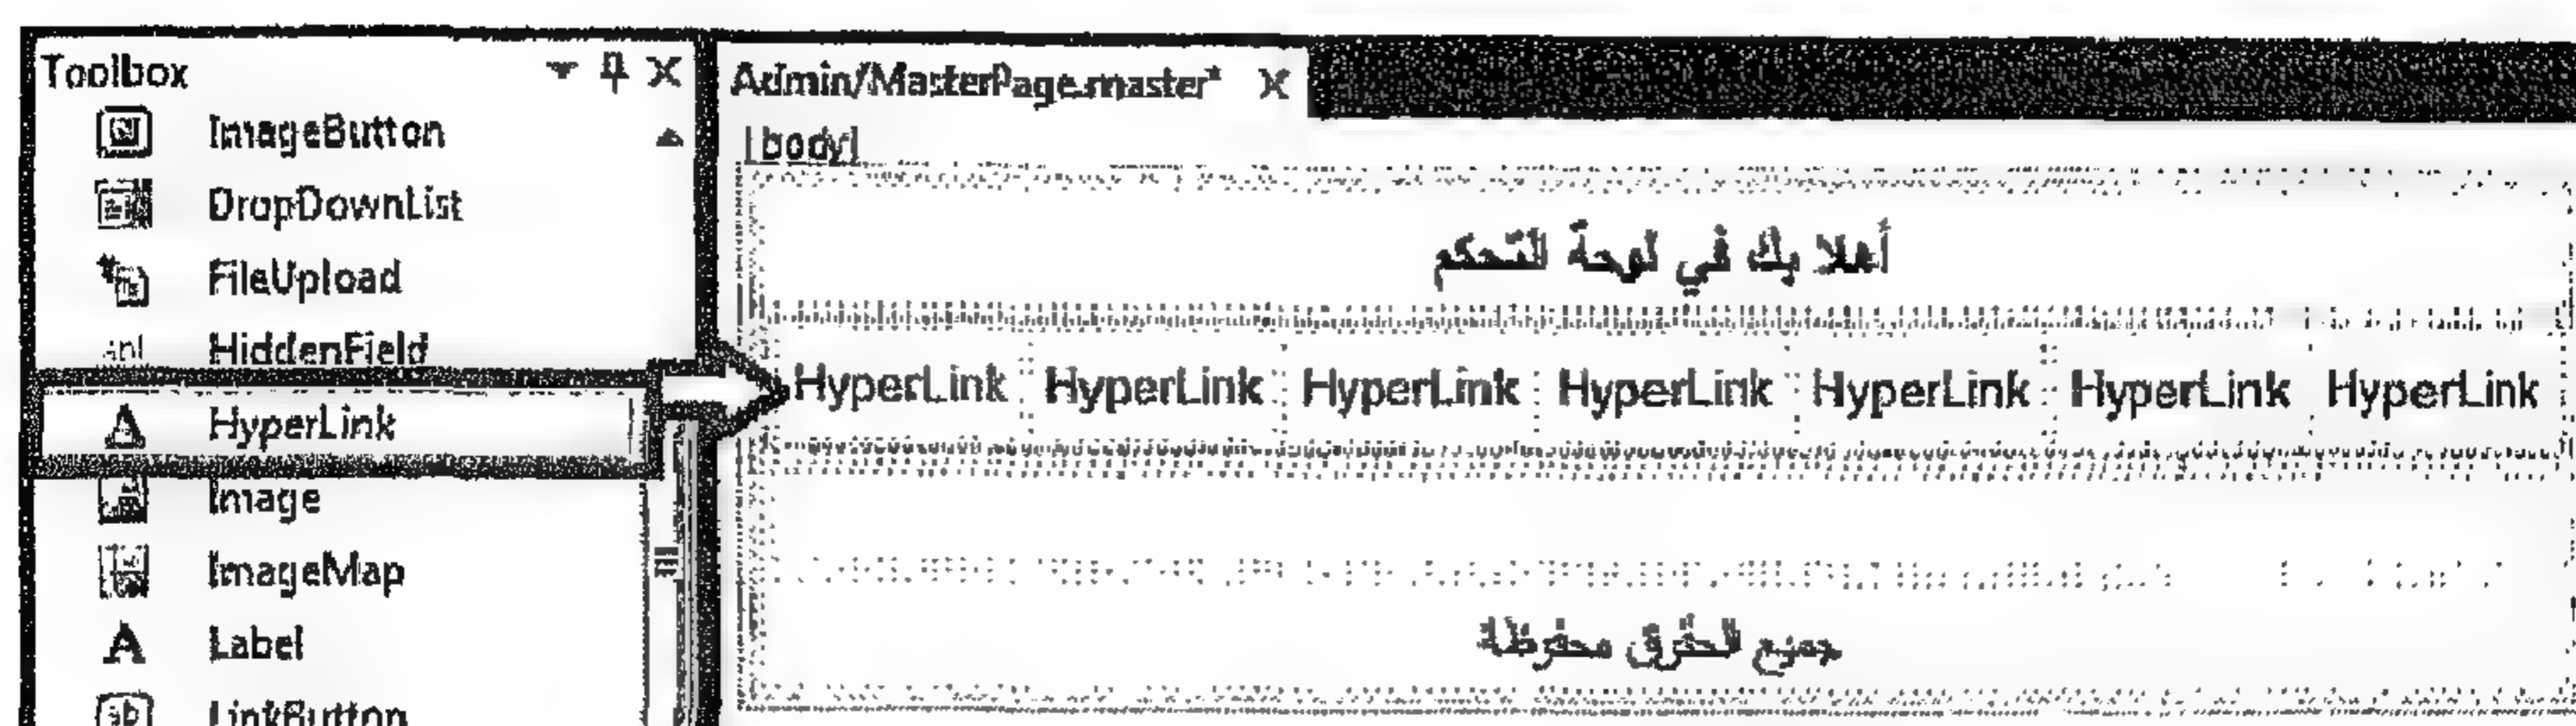 Toolbox
ImageButton
DropDownList
FileUpload
HiddenField
HyperLink
Image
ImageMap
Label
LinkButton
Admin/MasterPage.master* X
body
أهلا بك في لوحة التحكم
HyperLink HyperLink HyperLink HyperLink HyperLink HyperLink HyperLink
جميع الحقوق محفوظة